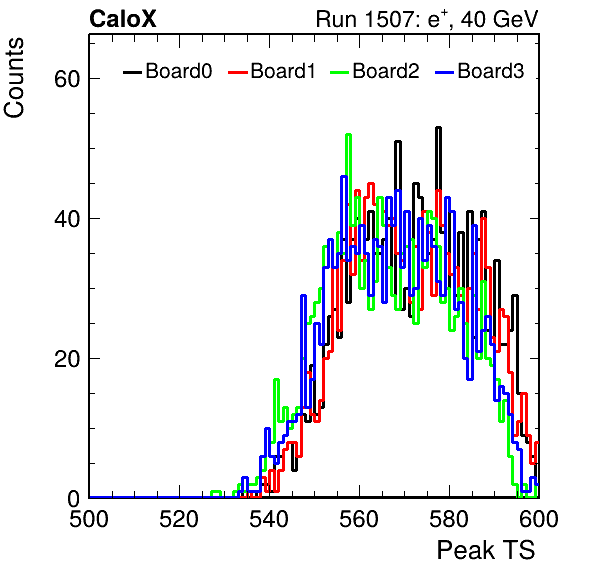 CaloX Run 1507: e⁺, 40 GeV
Counts
Board0 Board1 Board2 Board3
60
40
20
0
500 520 540 560 580 600
Peak TS